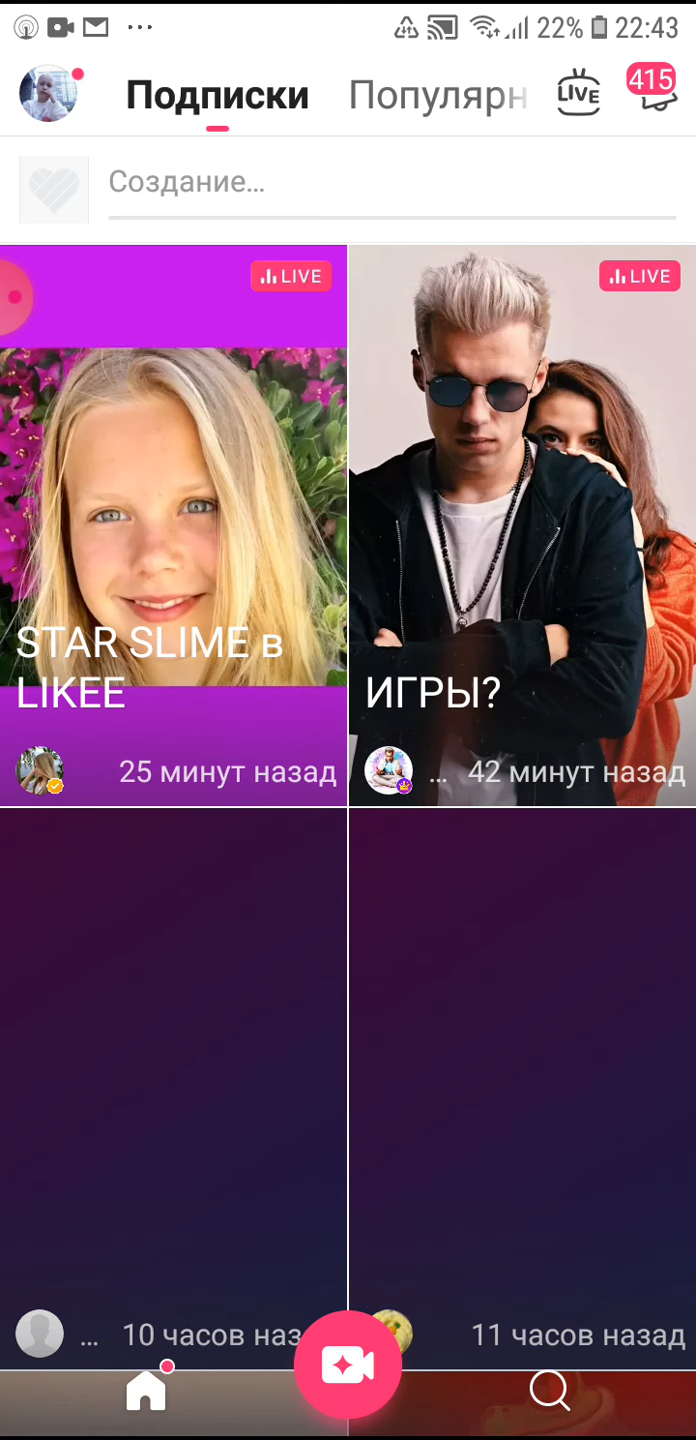 22% 22:43
Подписки Популярн LIVE 415
Создание...
LIVE
LIVE
STAR SLIME в
LIKEE
ИГРЫ?
25 минут назад
... 42 минут назад
... 10 часов наз
11 часов назад